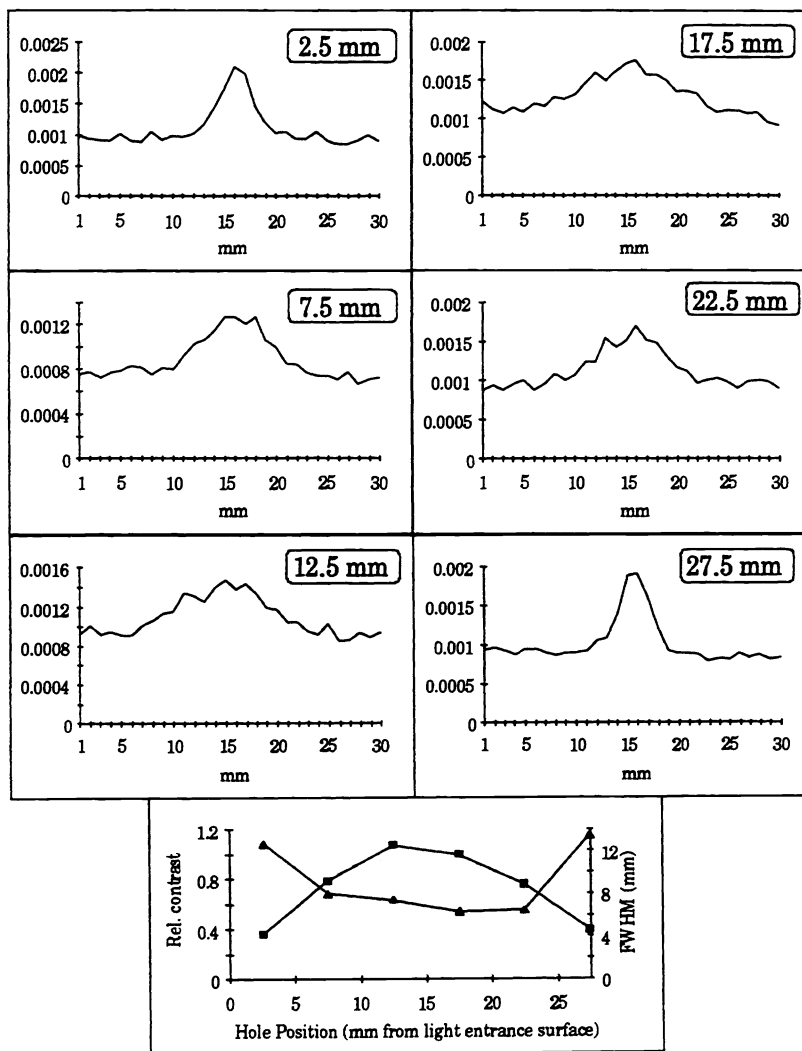 2.5 mm
0.0025
0.002
0.0015
0.001
0.0005
0
1 5 10 15 20 25 30
mm
17.5 mm
0.002
0.0015
0.001
0.0005
0
1 5 10 15 20 25 30
mm
7.5 mm
0.0012
0.0008
0.0004
0
1 5 10 15 20 25 30
mm
22.5 mm
0.002
0.0015
0.001
0.0005
0
1 5 10 15 20 25 30
mm
12.5 mm
0.0016
0.0012
0.0008
0.0004
0
1 5 10 15 20 25 30
mm
27.5 mm
0.002
0.0015
0.001
0.0005
0
1 5 10 15 20 25 30
mm
Rel. contrast
1.2
0.8
0.4
0
12
8
4
0
FWHM (mm)
0 5 10 15 20 25
Hole Position (mm from light entrance surface)